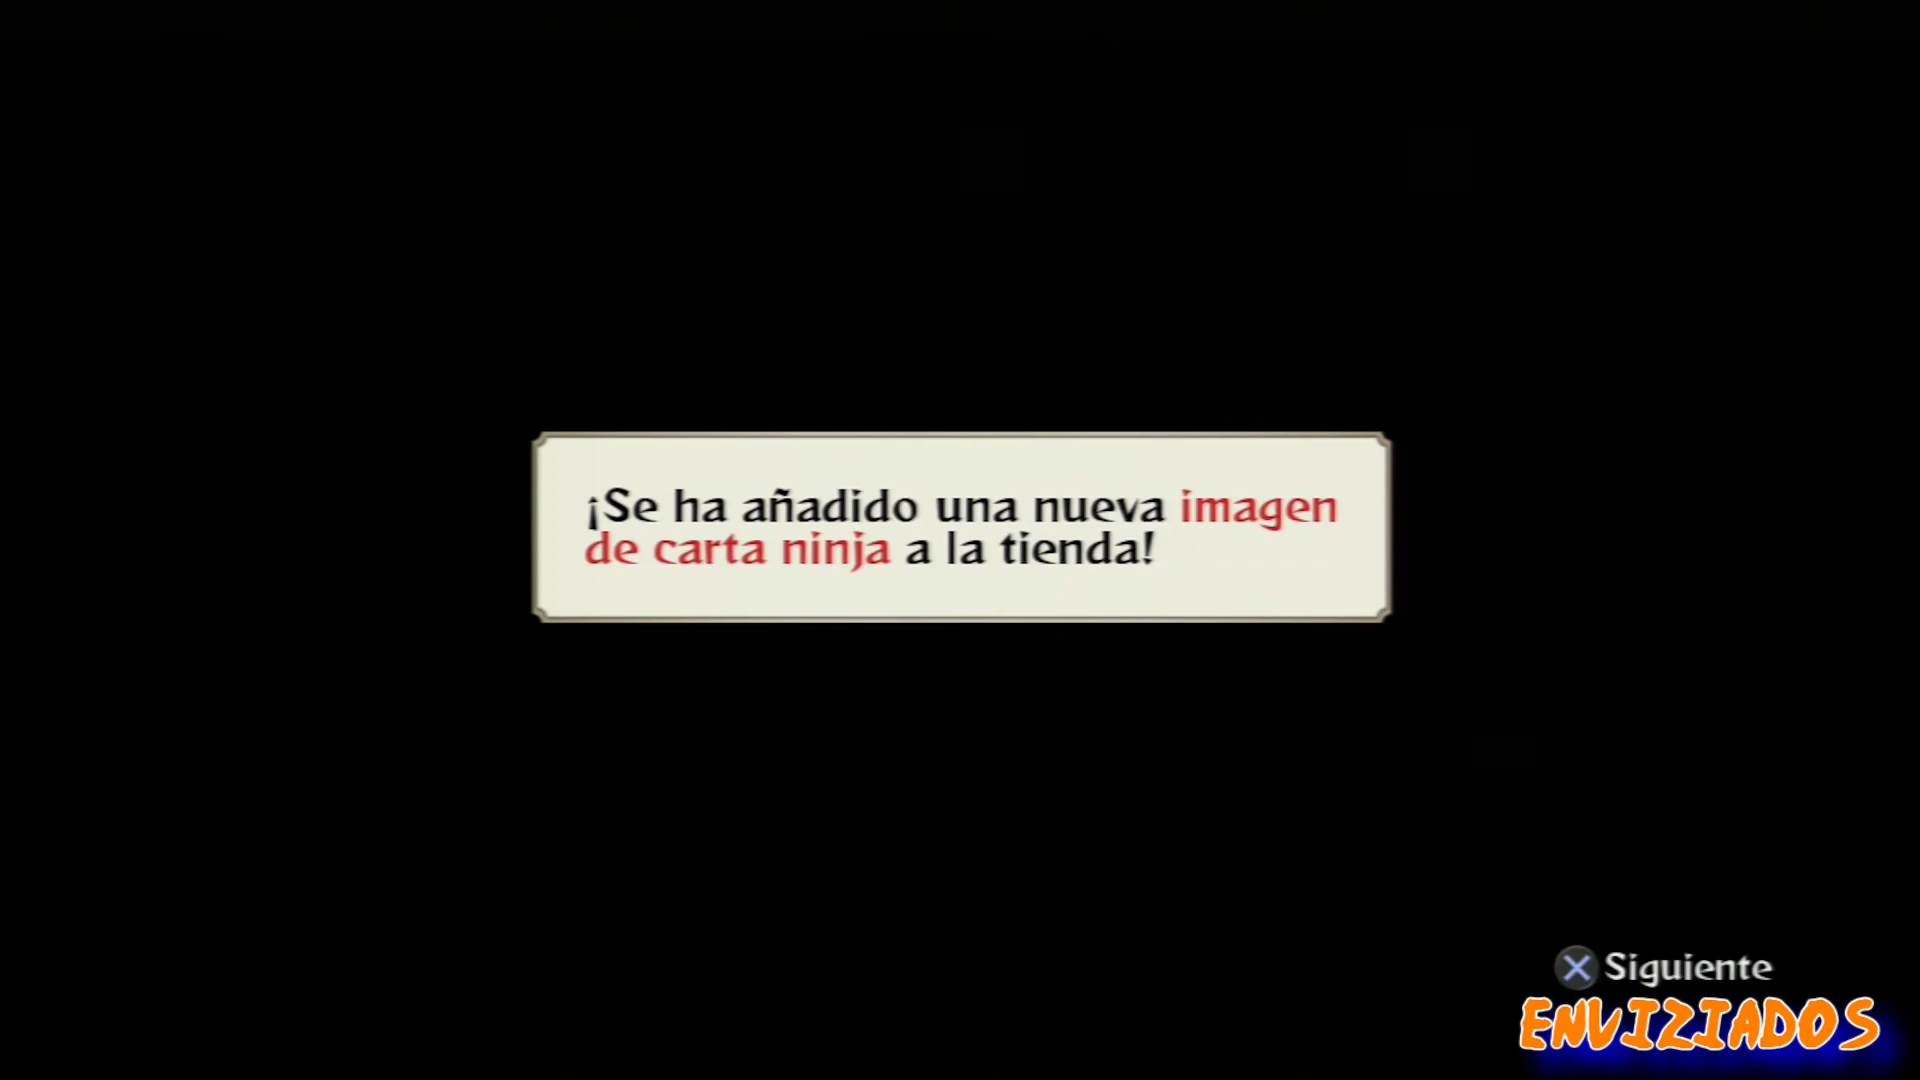 ¡Se ha añadido una nueva imagen
de carta ninja a la tienda!
Siguiente
ENVIZIADOS